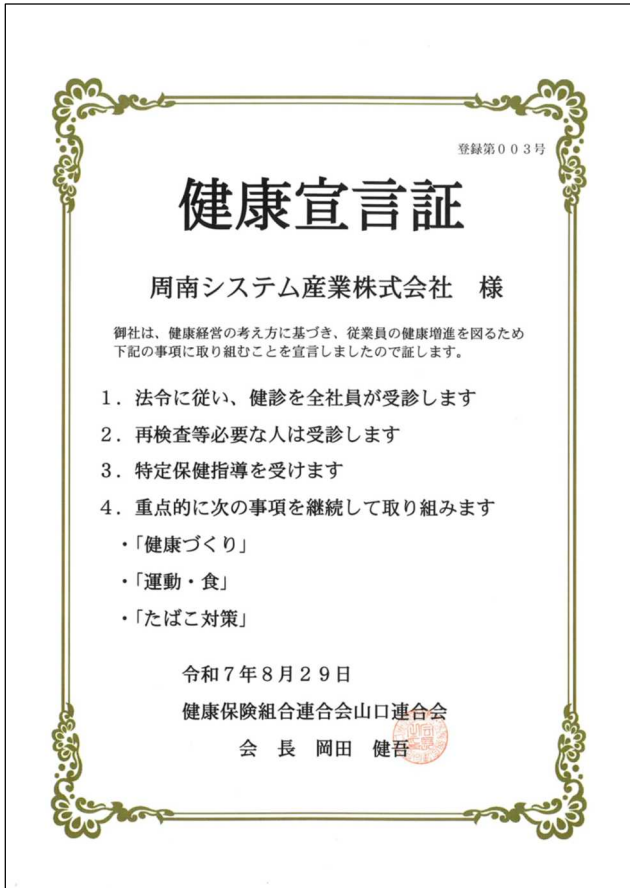 登録第００３号
健康宣言証
周南システム産業株式会社　様
御社は、健康経営の考え方に基づき、従業員の健康増進を図るため
下記の事項に取り組むことを宣言しましたので証します。
１．法令に従い、健診を全社員が受診します
２．再検査等必要な人は受診します
３．特定保健指導を受けます
４．重点的に次の事項を継続して取り組みます
・「健康づくり」
・「運動・食」
・「たばこ対策」
令和７年８月２９日
健康保険組合連合会山口連合会
会　長　岡田　健吾